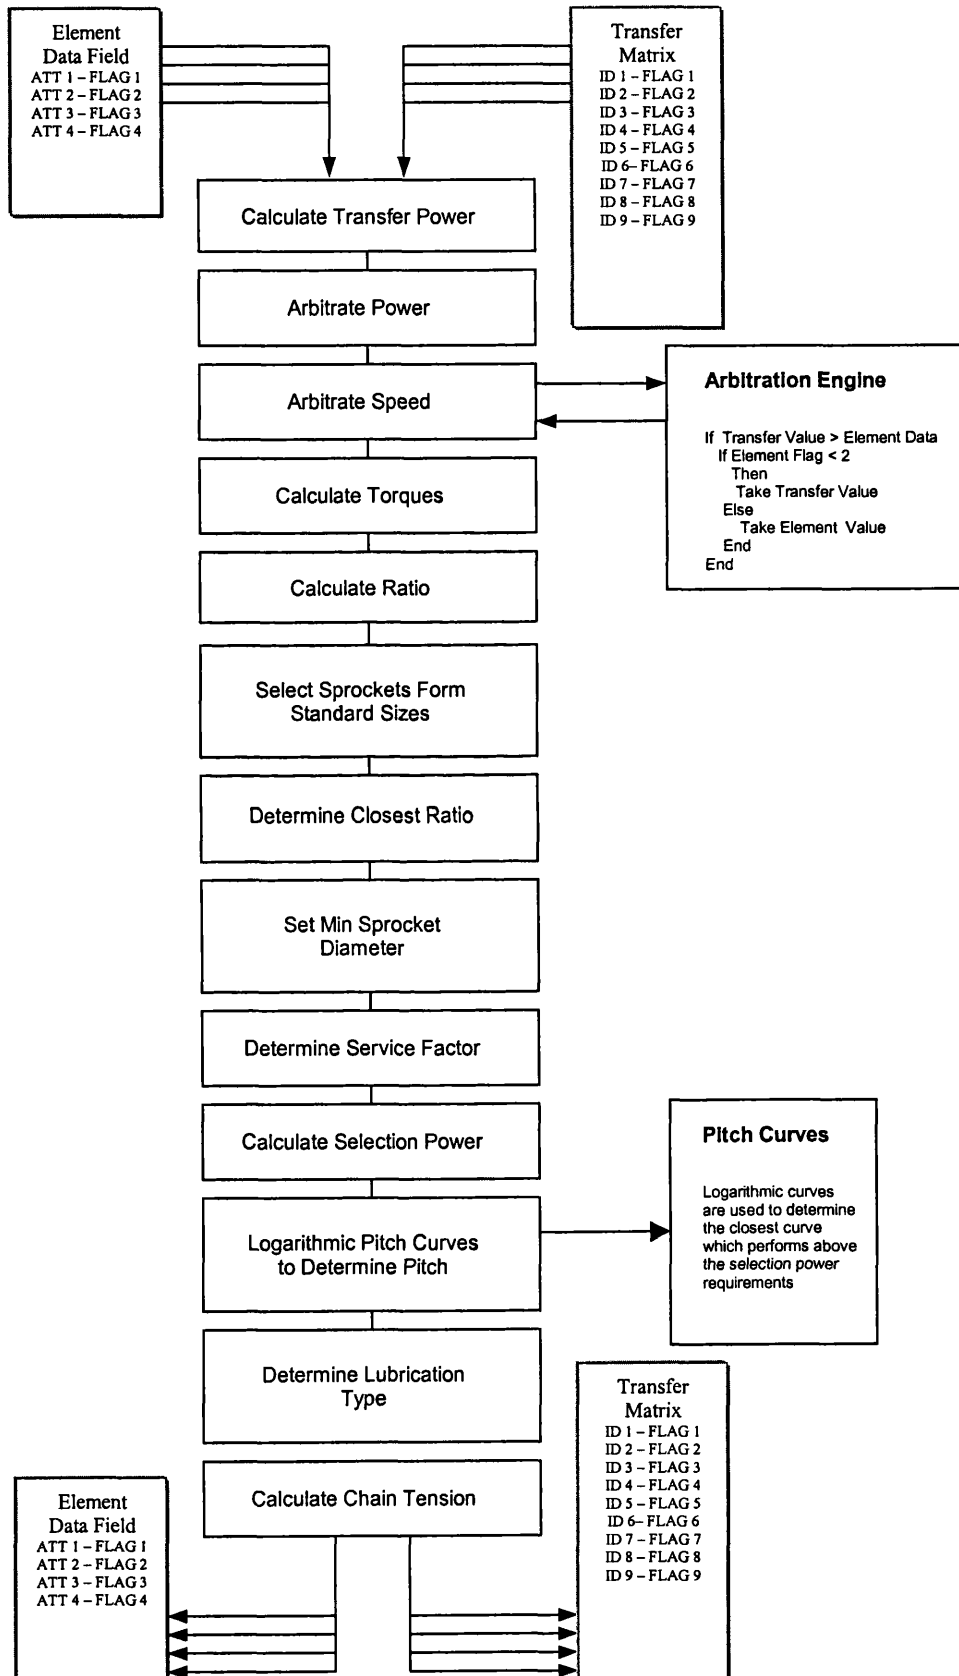 Element
Data Field
ATT 1 – FLAG 1
ATT 2 – FLAG 2
ATT 3 – FLAG 3
ATT 4 – FLAG 4
Transfer
Matrix
ID 1 – FLAG 1
ID 2 – FLAG 2
ID 3 – FLAG 3
ID 4 – FLAG 4
ID 5 – FLAG 5
ID 6– FLAG 6
ID 7 – FLAG 7
ID 8 – FLAG 8
ID 9 – FLAG 9
Calculate Transfer Power
Arbitrate Power
Arbitrate Speed
Arbitration Engine
If Transfer Value > Element Data
If Element Flag < 2
Then
Take Transfer Value
Else
Take Element Value
End
End
Calculate Torques
Calculate Ratio
Select Sprockets Form
Standard Sizes
Determine Closest Ratio
Set Min Sprocket
Diameter
Determine Service Factor
Calculate Selection Power
Logarithmic Pitch Curves
to Determine Pitch
Pitch Curves
Logarithmic curves
are used to determine
the closest curve
which performs above
the selection power
requirements
Determine Lubrication
Type
Calculate Chain Tension
Element
Data Field
ATT 1 – FLAG 1
ATT 2 – FLAG 2
ATT 3 – FLAG 3
ATT 4 – FLAG 4
Transfer
Matrix
ID 1 – FLAG 1
ID 2 – FLAG 2
ID 3 – FLAG 3
ID 4 – FLAG 4
ID 5 – FLAG 5
ID 6– FLAG 6
ID 7 – FLAG 7
ID 8 – FLAG 8
ID 9 – FLAG 9